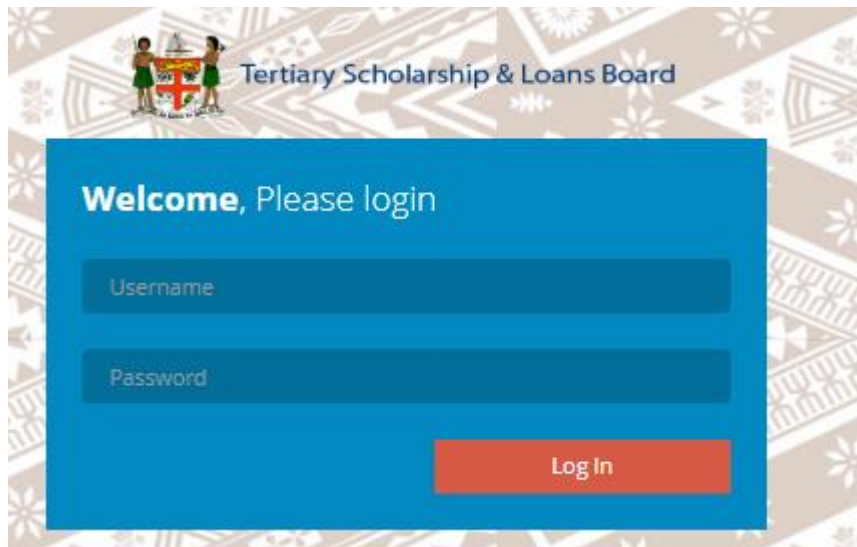 Tertiary Scholarship & Loans Board
Welcome, Please login
Username
Password
Log In